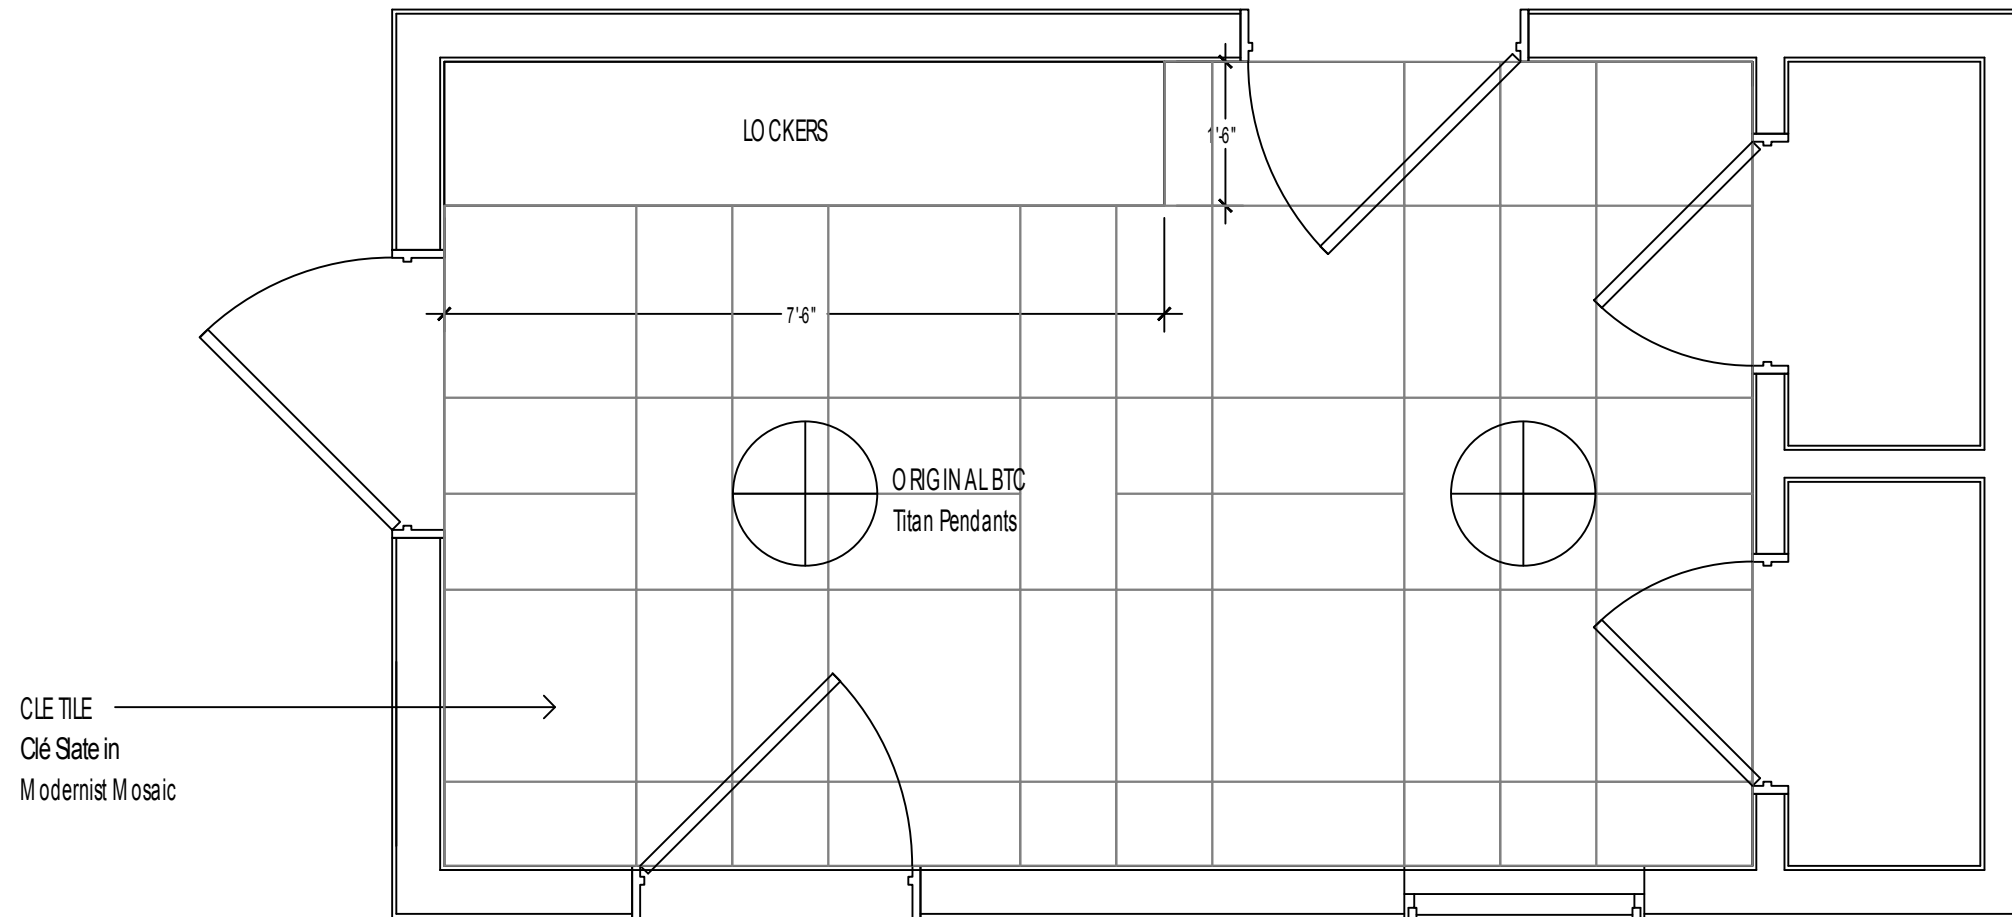 LOCKERS
1'-6"
7'-6"
ORIGINAL BTC
Titan Pendants
CLE TILE
Clé Slate in
Modernist Mosaic